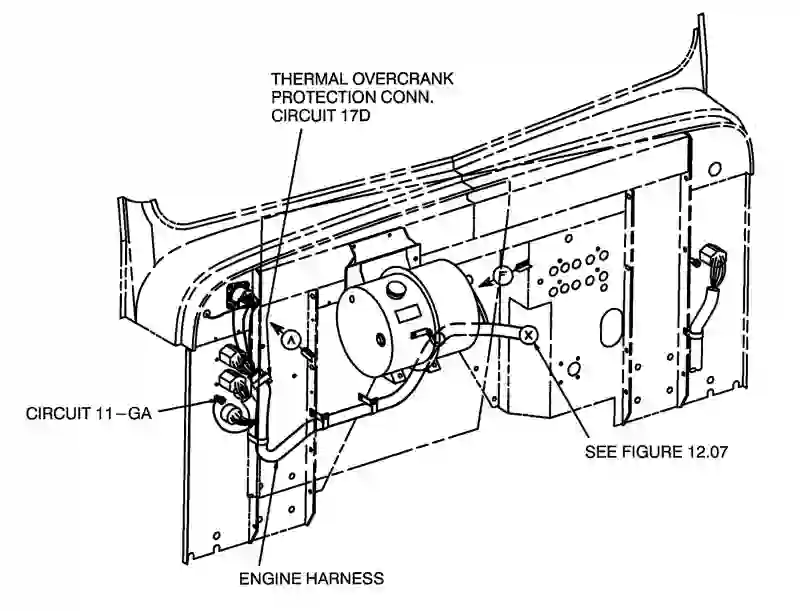 THERMAL OVERCRANK
PROTECTION CONN.
CIRCUIT 17D
F
A
X
CIRCUIT 11-GA
SEE FIGURE 12.07
ENGINE HARNESS